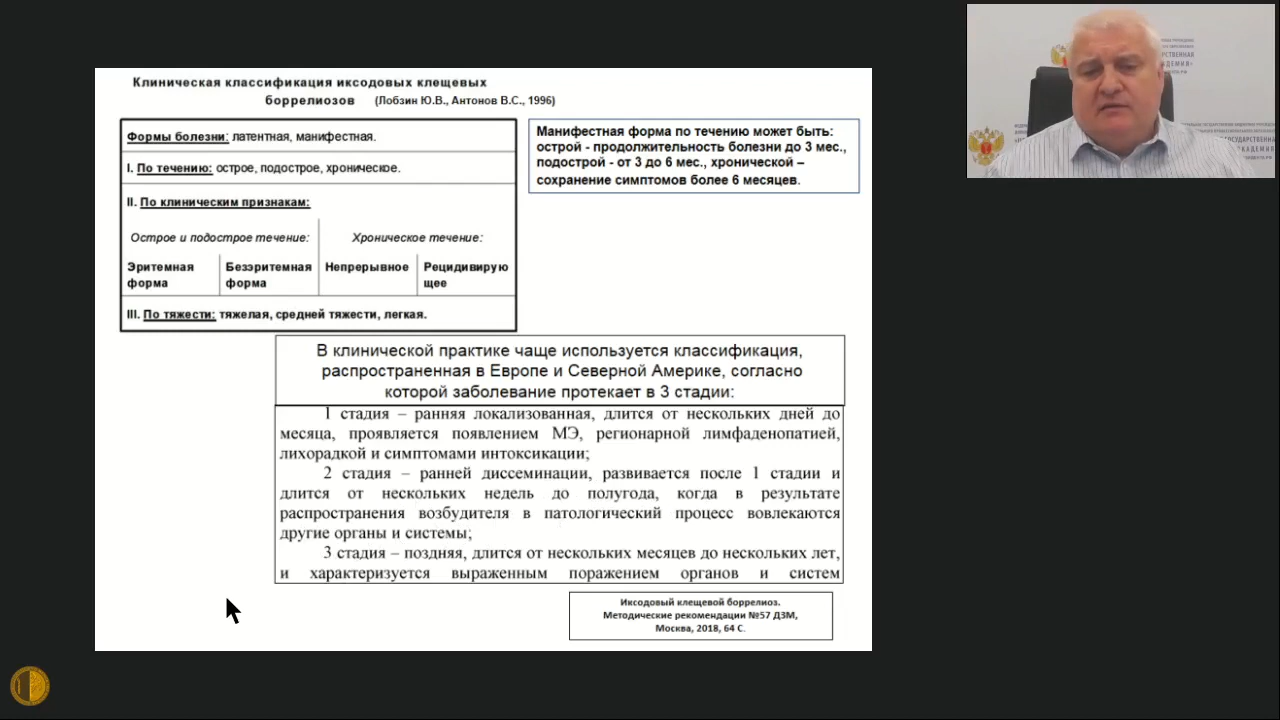 Клиническая классификация иксодовых клещевых
боррелиозов (Лобзин Ю.В., Антонов В.С., 1996)
Формы болезни: латентная, манифестная.
I. По течению: острое, подострое, хроническое.
II. По клиническим признакам:
Острое и подострое течение: Хроническое течение:
Эритемная Безэритемная Непрерывное Рецидивирую
форма форма щее
III. По тяжести: тяжелая, средней тяжести, легкая.
Манифестная форма по течению может быть:
острой - продолжительность болезни до 3 мес.,
подострой - от 3 до 6 мес., хронической –
сохранение симптомов более 6 месяцев.
В клинической практике чаще используется классификация,
распространенная в Европе и Северной Америке, согласно
которой заболевание протекает в 3 стадии:
1 стадия – ранняя локализованная, длится от нескольких дней до
месяца, проявляется появлением МЭ, регионарной лимфаденопатией,
лихорадкой и симптомами интоксикации;
2 стадия – ранней диссеминации, развивается после 1 стадии и
длится от нескольких недель до полугода, когда в результате
распространения возбудителя в патологический процесс вовлекаются
другие органы и системы;
3 стадия – поздняя, длится от нескольких месяцев до нескольких лет,
и характеризуется выраженным поражением органов и систем
Иксодовый клещевой боррелиоз.
Методические рекомендации №57 ДЗМ,
Москва, 2018, 64 С.